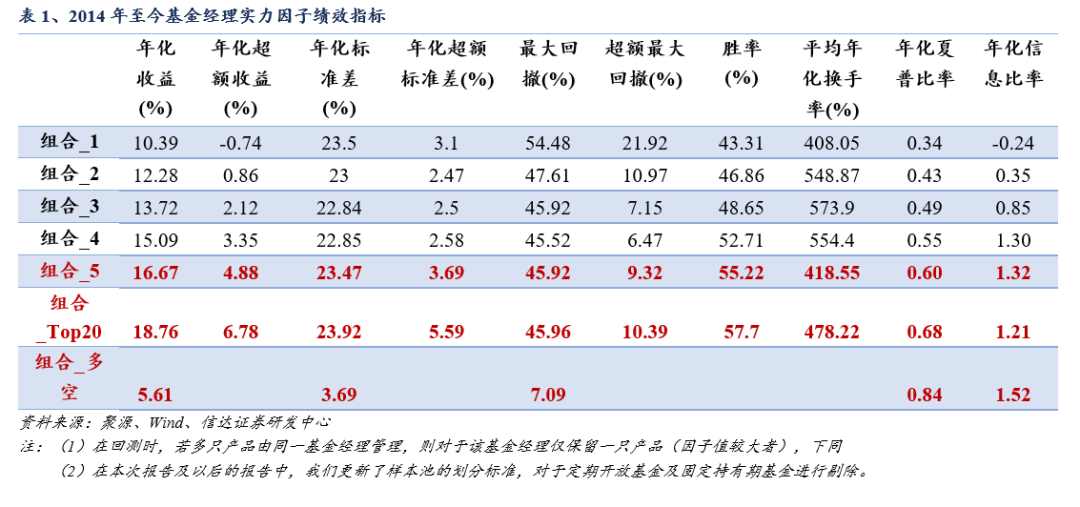 表 1、2014 年至今基金经理实力因子绩效指标
年化 年化超 年化标 年化超额 最大回 超额最大 胜率 平均年 年化夏 年化信
收益 额收益 准差 标准差(%) 撤(%) 回撤(%) (%) 化换手 普比率 息比率
(%) (%) (%) 率(%)
组合_1 10.39 -0.74 23.5 3.1 54.48 21.92 43.31 408.05 0.34 -0.24
组合_2 12.28 0.86 23 2.47 47.61 10.97 46.86 548.87 0.43 0.35
组合_3 13.72 2.12 22.84 2.5 45.92 7.15 48.65 573.9 0.49 0.85
组合_4 15.09 3.35 22.85 2.58 45.52 6.47 52.71 554.4 0.55 1.30
组合_5 16.67 4.88 23.47 3.69 45.92 9.32 55.22 418.55 0.60 1.32
组合
_Top20 18.76 6.78 23.92 5.59 45.96 10.39 57.7 478.22 0.68 1.21
组合_多
空 5.61 3.69 7.09 0.84 1.52
资料来源：聚源、Wind、信达证券研发中心
注：（1）在回测时，若多只产品由同一基金经理管理，则对于该基金经理仅保留一只产品（因子值较大者），下同
（2）在本次报告及以后的报告中，我们更新了样本池的划分标准，对于定期开放基金及固定持有期基金进行剔除。